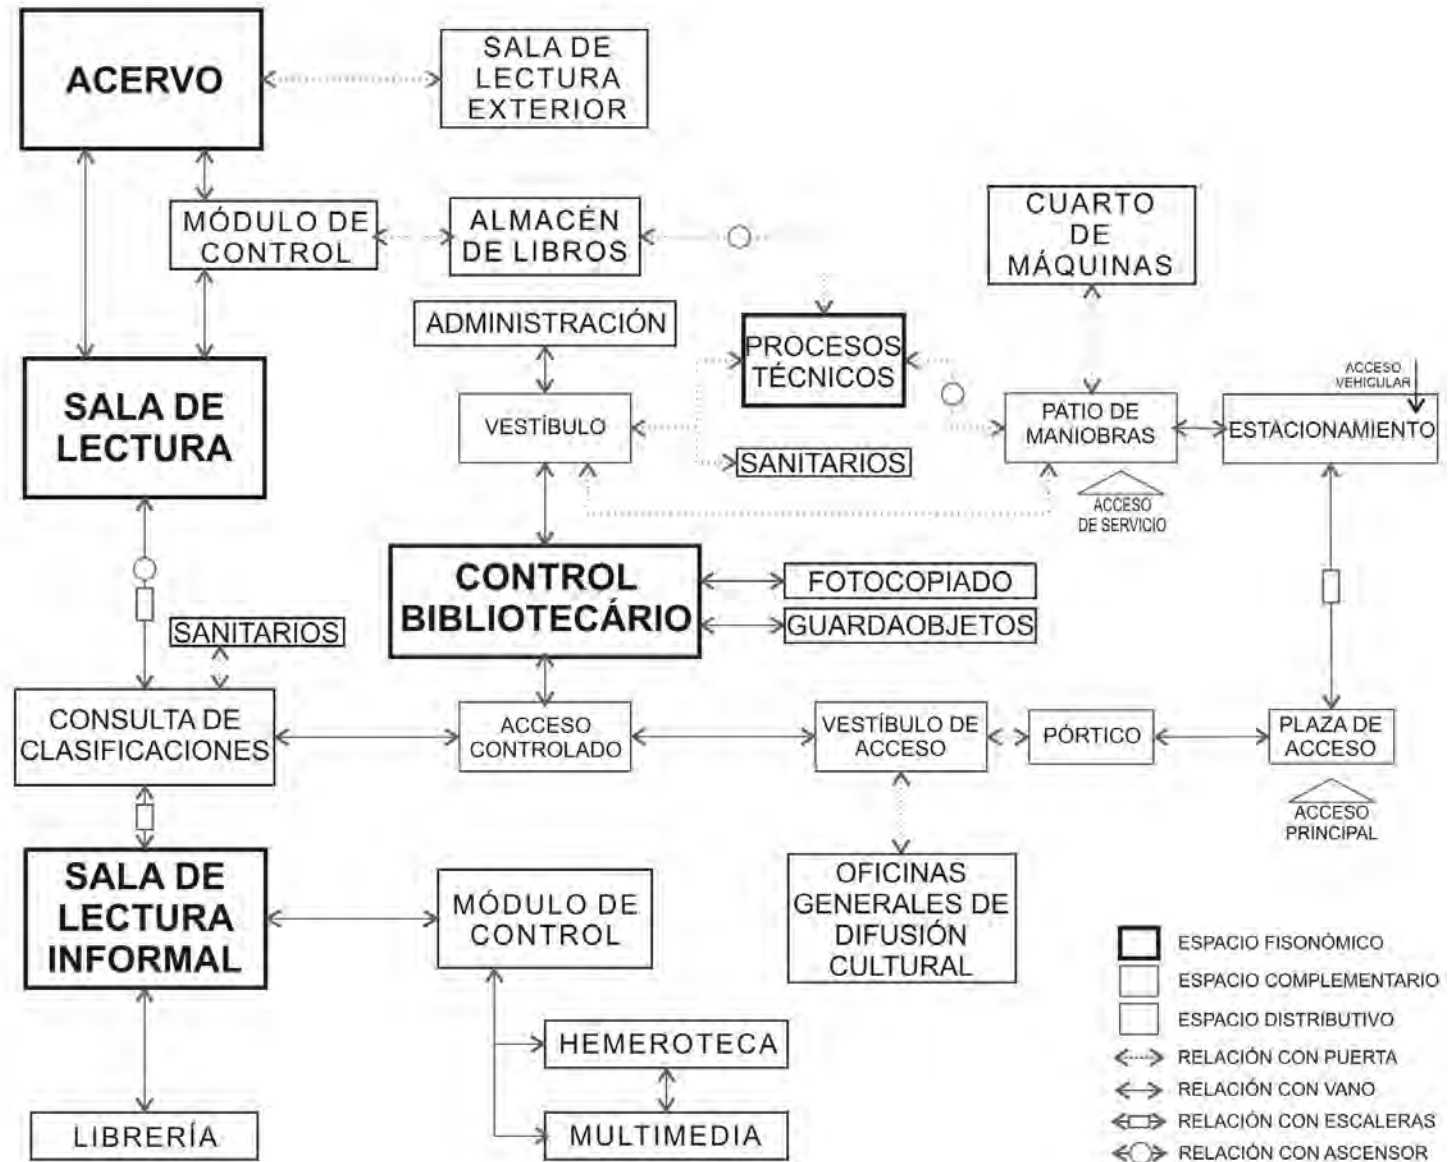 ACERVO
SALA DE
LECTURA
EXTERIOR
MÓDULO DE
CONTROL
ALMACÉN
DE LIBROS
CUARTO
DE
MÁQUINAS
ADMINISTRACIÓN
PROCESOS
TÉCNICOS
ACCESO
VEHICULAR
SALA DE
LECTURA
VESTÍBULO
PATIO DE
MANIOBRAS
ESTACIONAMIENTO
SANITARIOS
ACCESO
DE SERVICIO
CONTROL
BIBLIOTECÁRIO
FOTOCOPIADO
GUARDAOBJETOS
SANITARIOS
CONSULTA DE
CLASIFICACIONES
ACCESO
CONTROLADO
VESTÍBULO DE
ACCESO
PÓRTICO
PLAZA DE
ACCESO
ACCESO
PRINCIPAL
SALA DE
LECTURA
INFORMAL
MÓDULO DE
CONTROL
OFICINAS
GENERALES DE
DIFUSIÓN
CULTURAL
HEMEROTECA
LIBRERÍA
MULTIMEDIA
ESPACIO FISONÓMICO
ESPACIO COMPLEMENTARIO
ESPACIO DISTRIBUTIVO
RELACIÓN CON PUERTA
RELACIÓN CON VANO
RELACIÓN CON ESCALERAS
RELACIÓN CON ASCENSOR